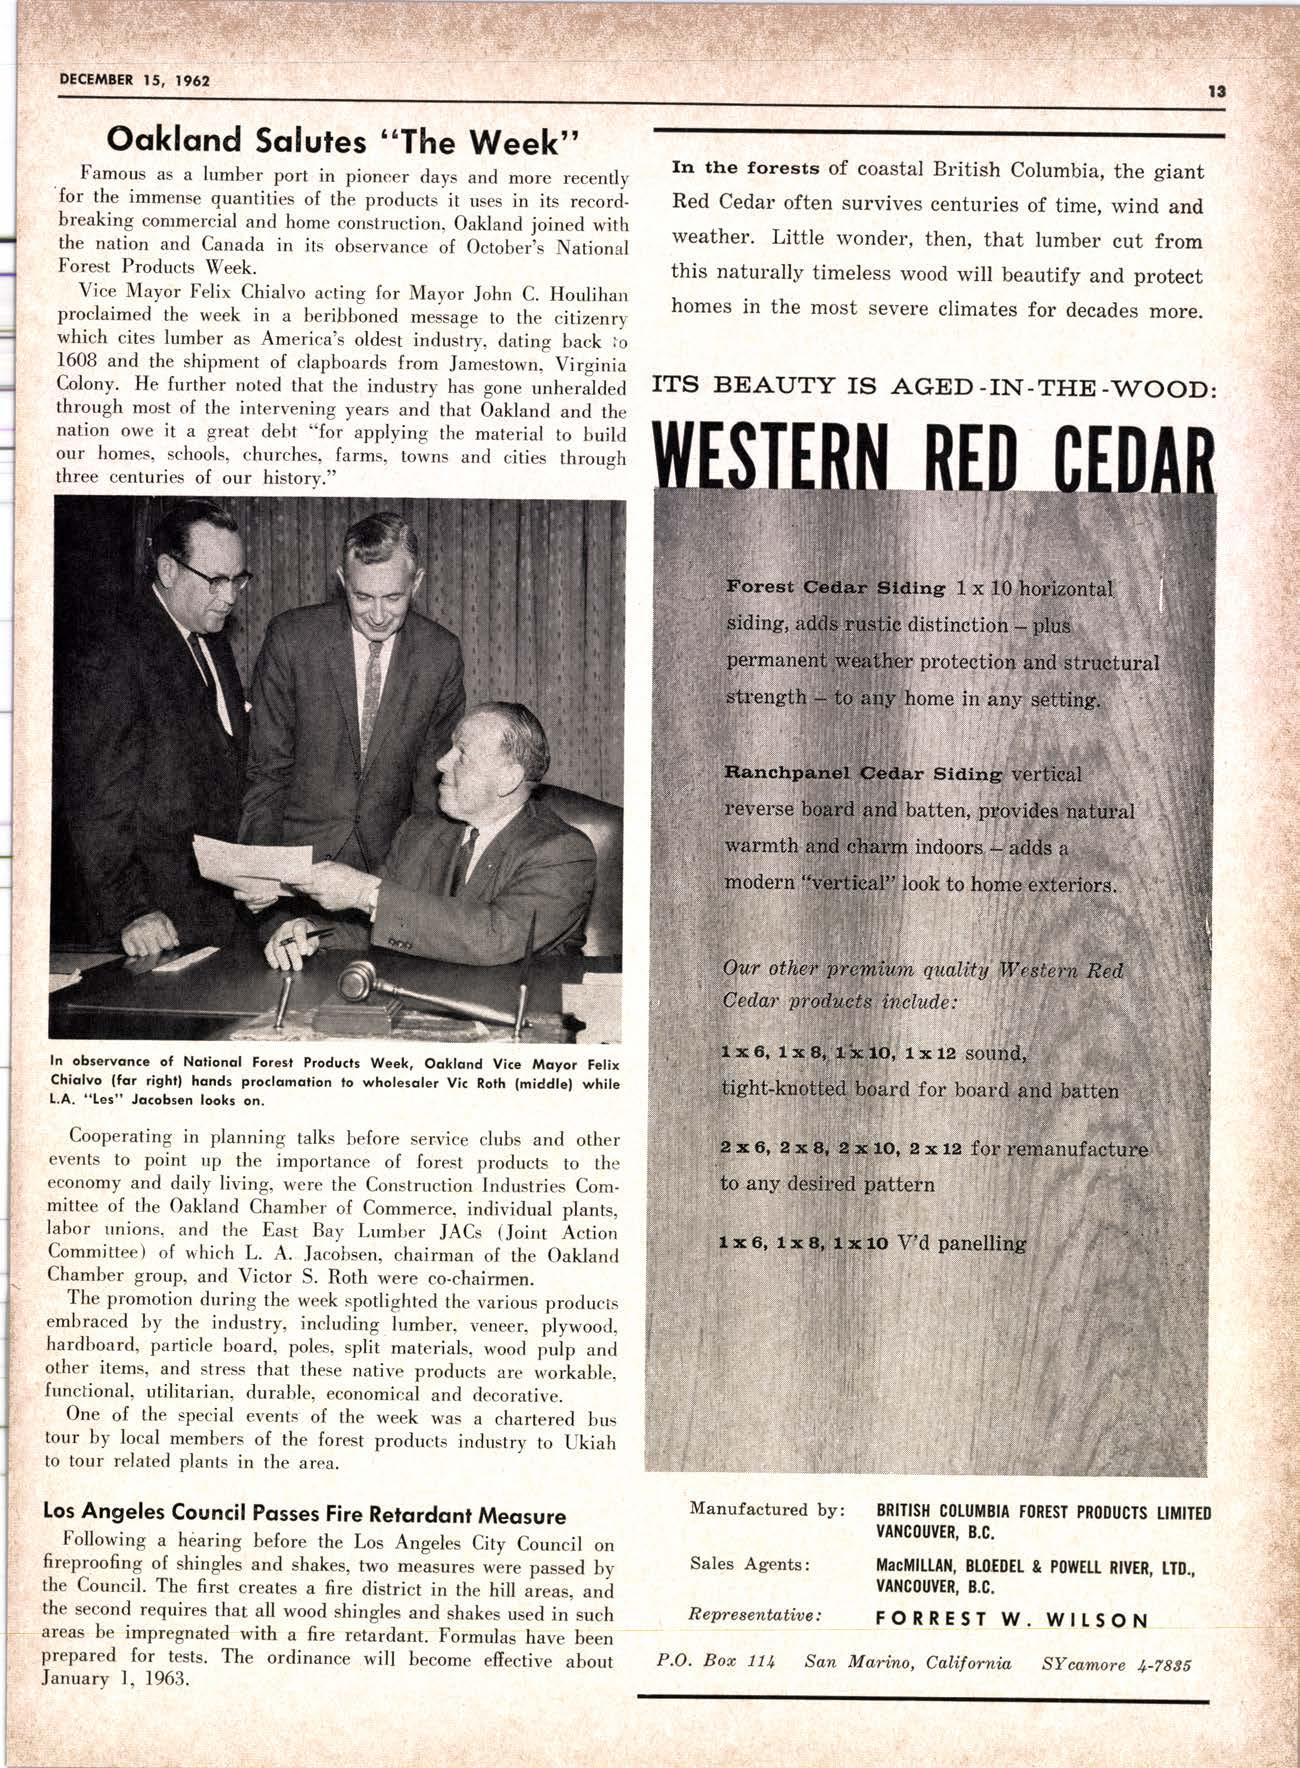 DECEMBER 15, 1962
13
Oakland Salutes “The Week”
Famous as a lumber port in pioneer days and more recently
for the immense quantities of the products it uses in its record-
breaking commercial and home construction, Oakland joined with
the nation and Canada in its observance of October’s National
Forest Products Week.
Vice Mayor Felix Chialvo acting for Mayor John C. Houlihan
proclaimed the week in a beribboned message to the citizenry
which cites lumber as America’s oldest industry, dating back to
1608 and the shipment of clapboards from Jamestown, Virginia
Colony. He further noted that the industry has gone unheralded
through most of the intervening years and that Oakland and the
nation owe it a great debt “for applying the material to build
our homes, schools, churches, farms, towns and cities through
three centuries of our history.”
In observance of National Forest Products Week, Oakland Vice Mayor Felix
Chialvo (far right) hands proclamation to wholesaler Vic Roth (middle) while
L.A. “Les” Jacobsen looks on.
Cooperating in planning talks before service clubs and other
events to point up the importance of forest products to the
economy and daily living, were the Construction Industries Com-
mittee of the Oakland Chamber of Commerce, individual plants,
labor unions, and the East Bay Lumber JACs (Joint Action
Committee) of which L. A. Jacobsen, chairman of the Oakland
Chamber group, and Victor S. Roth were co-chairmen.
The promotion during the week spotlighted the various products
embraced by the industry, including lumber, veneer, plywood,
hardboard, particle board, poles, split materials, wood pulp and
other items, and stress that these native products are workable,
functional, utilitarian, durable, economical and decorative.
One of the special events of the week was a chartered bus
tour by local members of the forest products industry to Ukiah
to tour related plants in the area.
Los Angeles Council Passes Fire Retardant Measure
Following a hearing before the Los Angeles City Council on
fireproofing of shingles and shakes, two measures were passed by
the Council. The first creates a fire district in the hill areas, and
the second requires that all wood shingles and shakes used in such
areas be impregnated with a fire retardant. Formulas have been
prepared for tests. The ordinance will become effective about
January 1, 1963.
In the forests of coastal British Columbia, the giant
Red Cedar often survives centuries of time, wind and
weather. Little wonder, then, that lumber cut from
this naturally timeless wood will beautify and protect
homes in the most severe climates for decades more.
ITS BEAUTY IS AGED-IN-THE-WOOD:
WESTERN RED CEDAR
Forest Cedar Siding 1 x 10 horizontal
siding, adds rustic distinction – plus
permanent weather protection and structural
strength – to any home in any setting.
Ranchpanel Cedar Siding vertical
reverse board and batten, provides natural
warmth and charm indoors – adds a
modern “vertical” look to home exteriors.
Our other premium quality Western Red
Cedar products include:
1 x 6, 1 x 8, 1 x 10, 1 x 12 sound,
tight-knotted board for board and batten
2 x 6, 2 x 8, 2 x 10, 2 x 12 for remanufacture
to any desired pattern
1 x 6, 1 x 8, 1 x 10 V’d panelling
Manufactured by: BRITISH COLUMBIA FOREST PRODUCTS LIMITED
VANCOUVER, B.C.
Sales Agents: MacMILLAN, BLOEDEL & POWELL RIVER, LTD.,
VANCOUVER, B.C.
Representative: FORREST W. WILSON
P.O. Box 114 San Marino, California SYcamore 4-7835